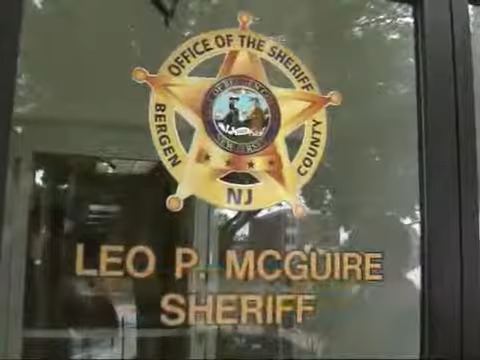 OFFICE OF THE SHERIFF
BERGEN
COUNTY
NJ
LEO P. MCGUIRE
SHERIFF